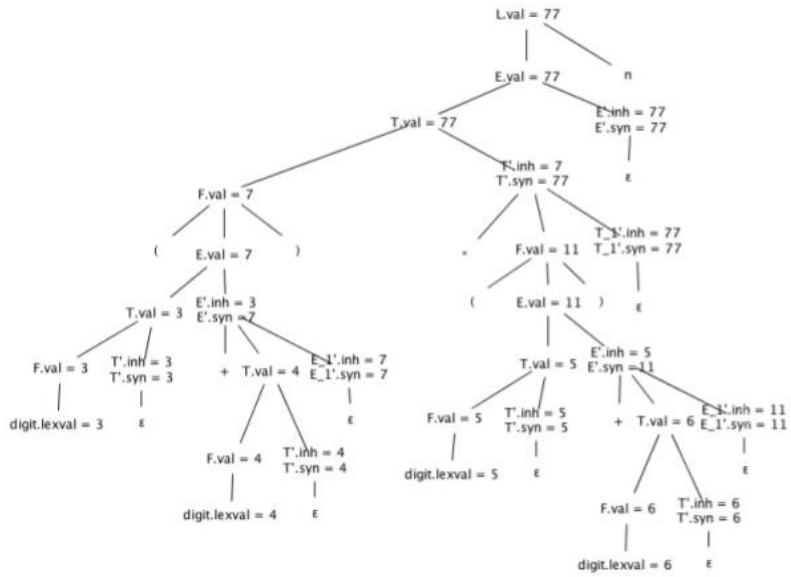 L.val = 77
E.val = 77
n
T.val = 77
E'.inh = 77
E'.syn = 77
ε
F.val = 7
T'.inh = 7
T'.syn = 77
(
E.val = 7
)
*
F.val = 11
T_1'.inh = 77
T_1'.syn = 77
ε
T.val = 3
E'.inh = 3
E'.syn =7
(
E.val = 11
)
F.val = 3
T'.inh = 3
T'.syn = 3
+
T.val = 4
E_1'.inh = 7
E_1'.syn = 7
T.val = 5
E'.inh = 5
E'.syn =11
digit.lexval = 3
ε
ε
F.val = 5
T'.inh = 5
T'.syn = 5
+
T.val = 6
E_1'.inh = 11
E_1'.syn = 11
F.val = 4
T'.inh = 4
T'.syn = 4
digit.lexval = 5
ε
ε
digit.lexval = 4
ε
F.val = 6
T'.inh = 6
T'.syn = 6
digit.lexval = 6
ε